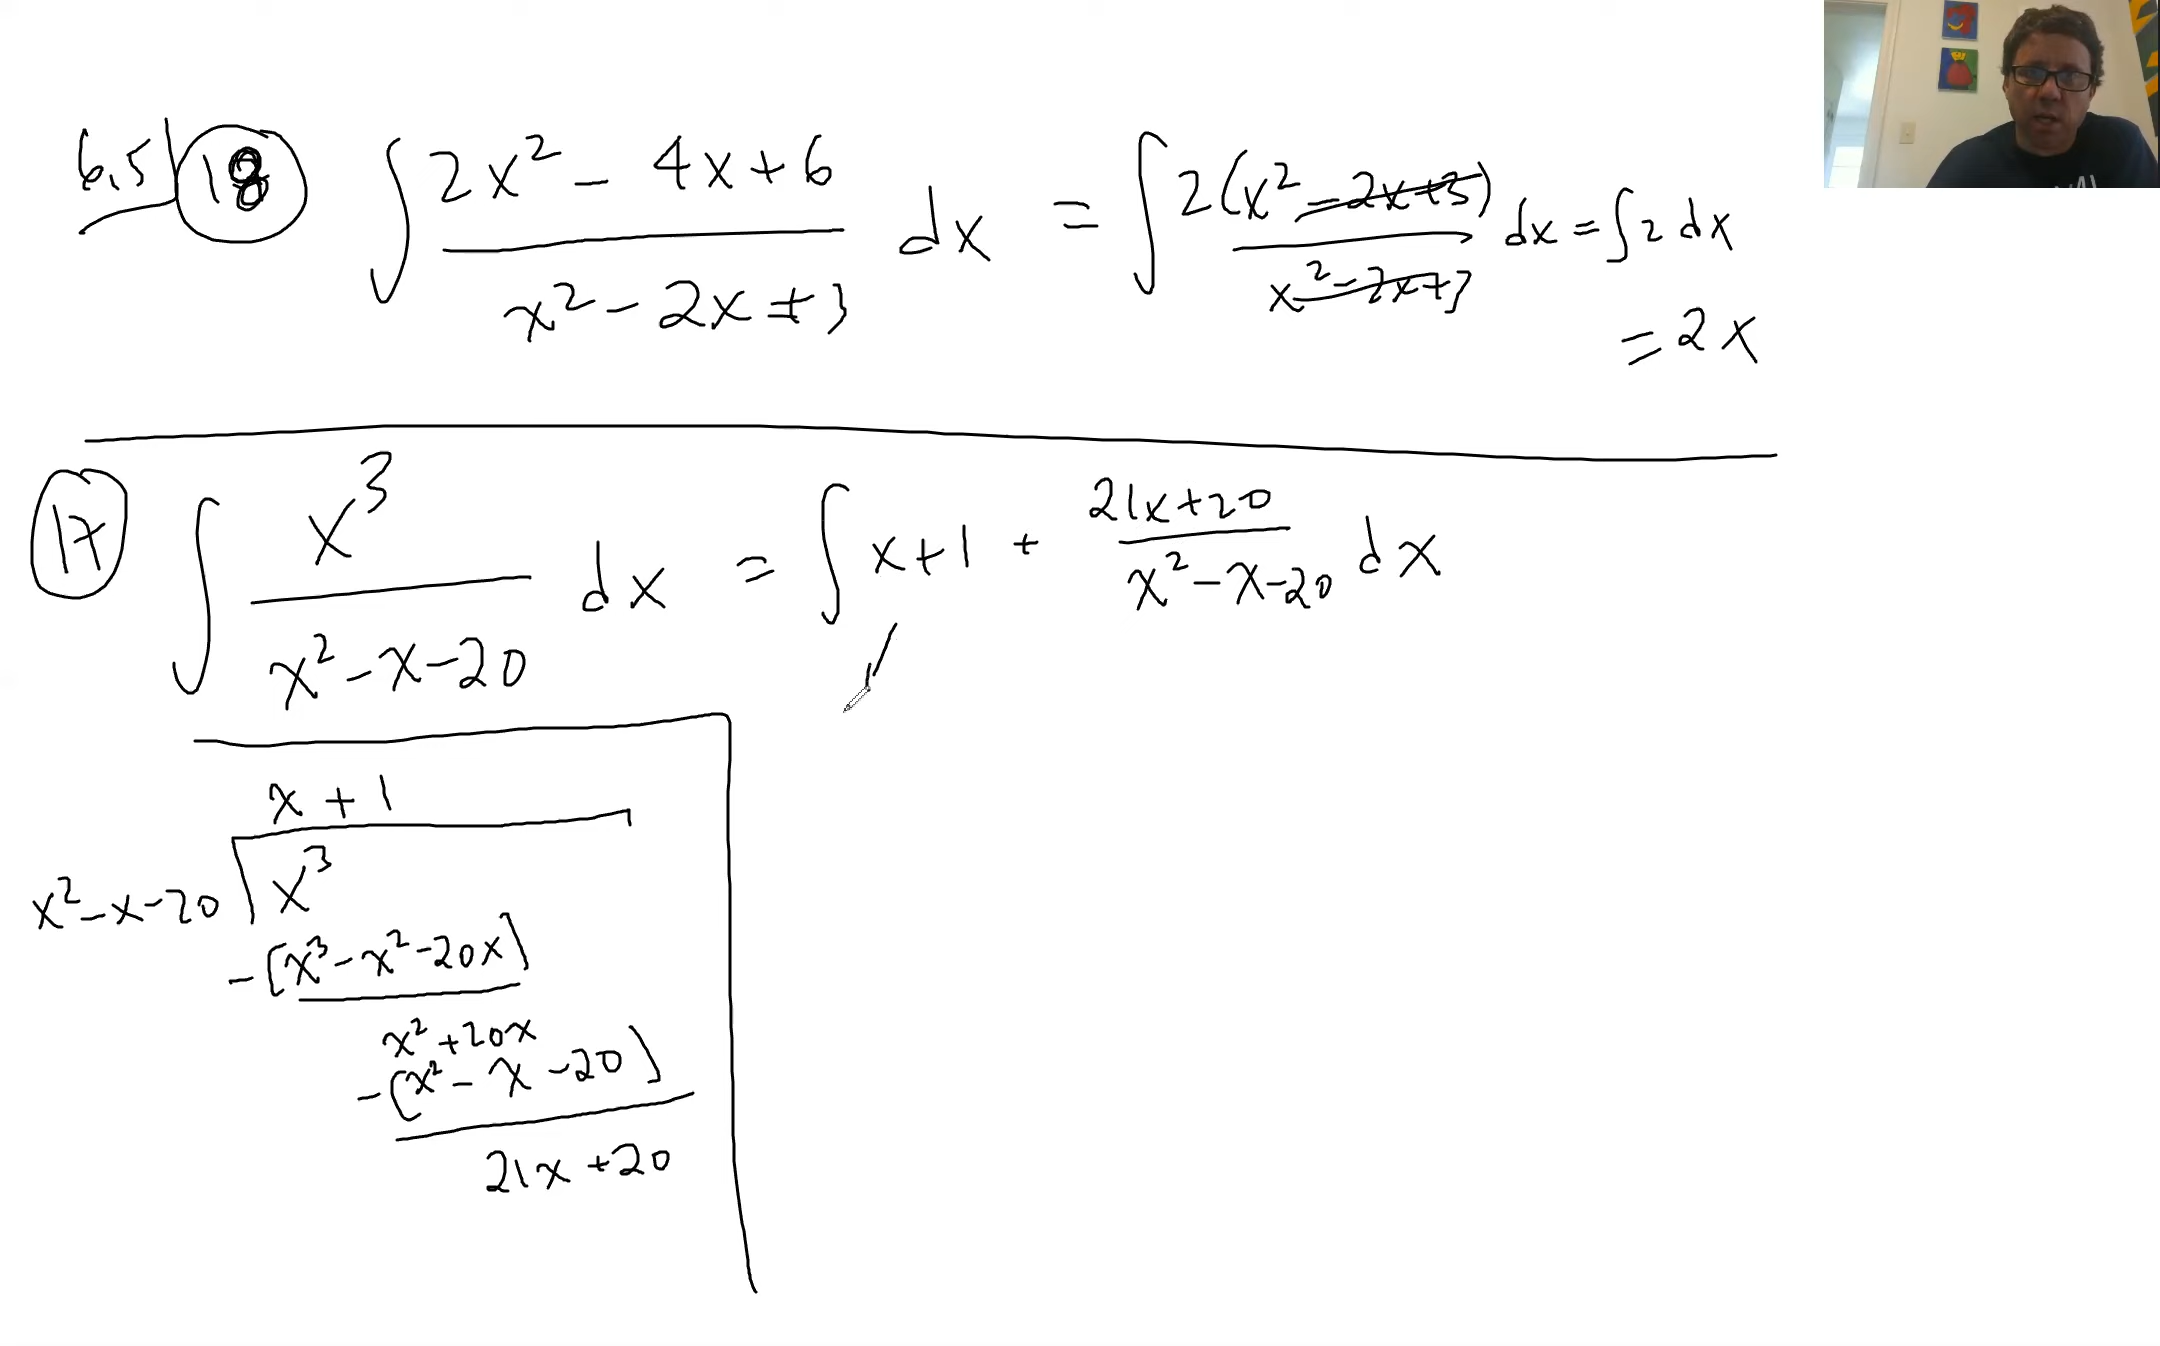 6.5 18 ∫ (2x² - 4x + 6)/(x² - 2x + 3) dx = ∫ 2(x² - 2x + 3)/(x² - 2x + 3) dx = ∫ 2 dx
= 2x
17 ∫ x³/(x² - x - 20) dx = ∫ x + 1 + (21x + 20)/(x² - x - 20) dx
x + 1
x² - x - 20 x³
- [x³ - x² - 20x]
x² + 20x
- [x² - x - 20]
21x + 20